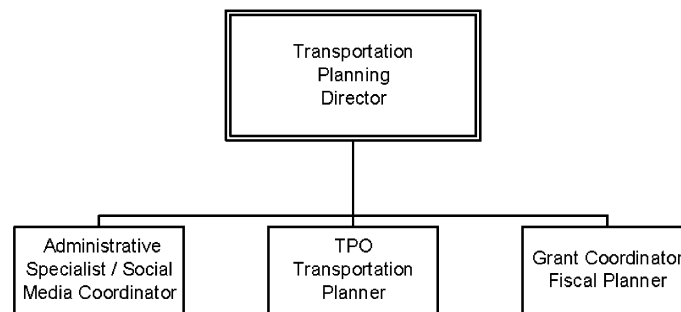 Transportation
Planning
Director
Administrative
Specialist / Social
Media Coordinator
TPO
Transportation
Planner
Grant Coordinator
Fiscal Planner